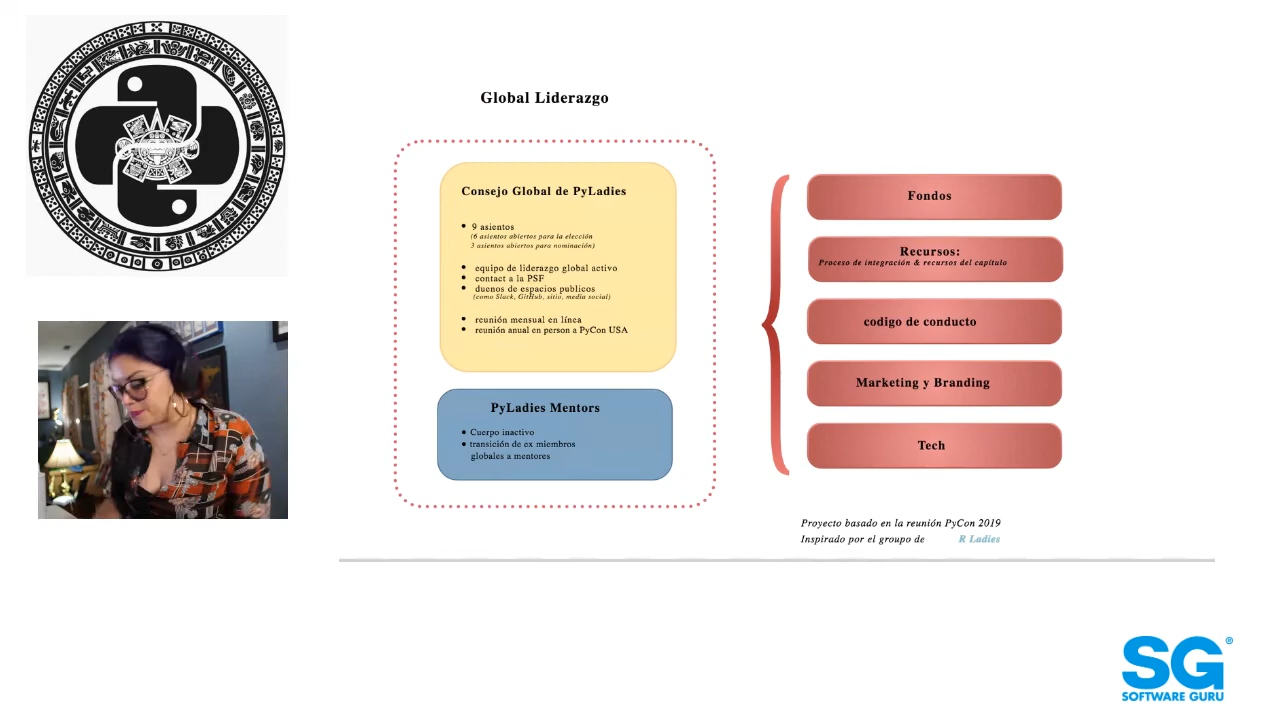 Global Liderazgo
Consejo Global de PyLadies
• 9 asientos
(6 asientos abiertos para la elección
3 asientos abiertos para nominación)
• equipo de liderazgo global activo
• contact a la PSF
• duenos de espacios publicos
(como Slack, GitHub, sitio, media social)
• reunión mensual en línea
• reunión anual en person a PyCon USA
PyLadies Mentors
• Cuerpo inactivo
• transición de ex miembros
globales a mentores
Fondos
Recursos:
Proceso de integración & recursos del capítulo
codigo de conducto
Marketing y Branding
Tech
Proyecto basado en la reunión PyCon 2019
Inspirado por el groupo de R Ladies
SG®
SOFTWARE GURU